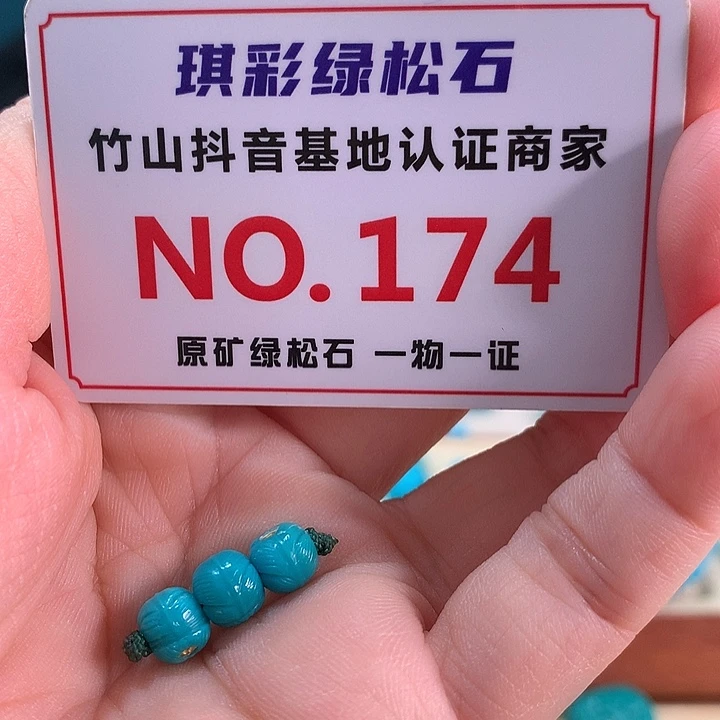 琪彩绿松石
竹山抖音基地认证商家
NO.174
原矿绿松石 一物一证